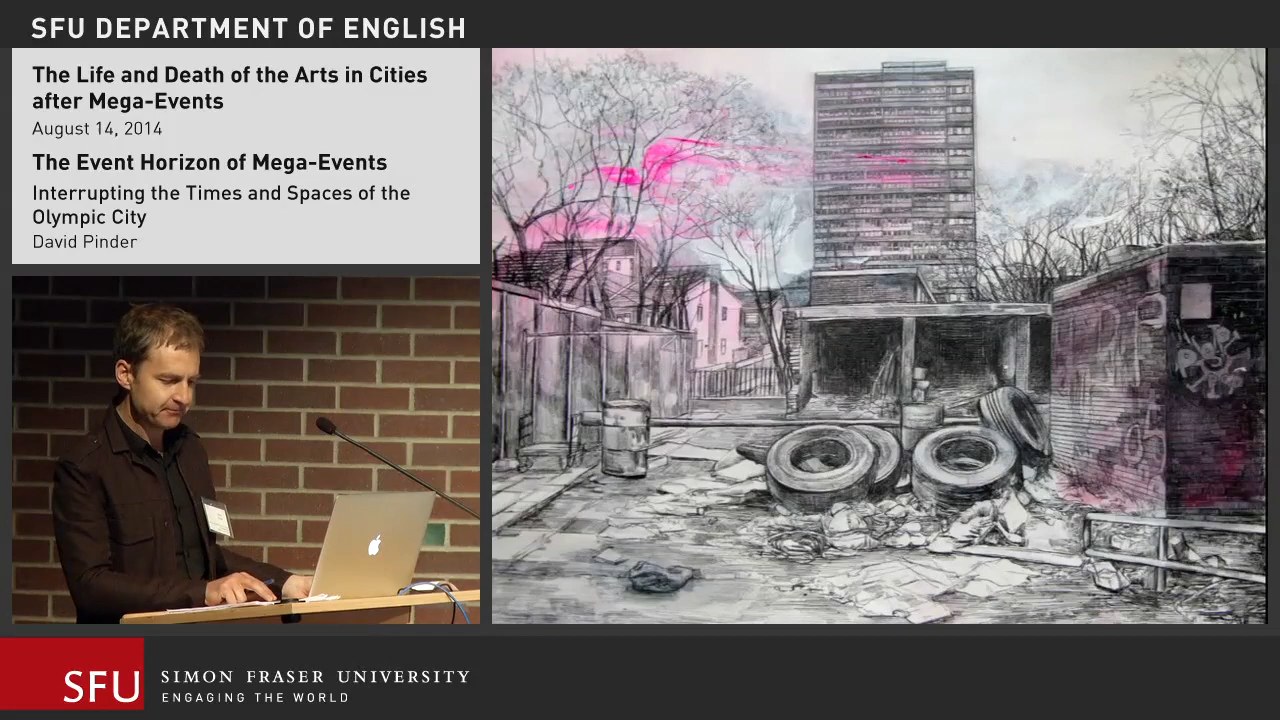 SFU DEPARTMENT OF ENGLISH
The Life and Death of the Arts in Cities
after Mega-Events
August 14, 2014
The Event Horizon of Mega-Events
Interrupting the Times and Spaces of the
Olympic City
David Pinder
SFU
SIMON FRASER UNIVERSITY
ENGAGING THE WORLD